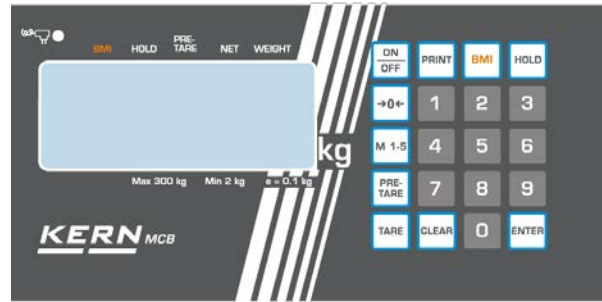 BMI HOLD PRE-TARE NET WEIGHT
kg
Max 300 kg Min 2 kg e = 0.1 kg
KERN MCB
ON OFF PRINT BMI HOLD
→0← 1 2 3
M 1-5 4 5 6
PRE-TARE 7 8 9
TARE CLEAR 0 ENTER